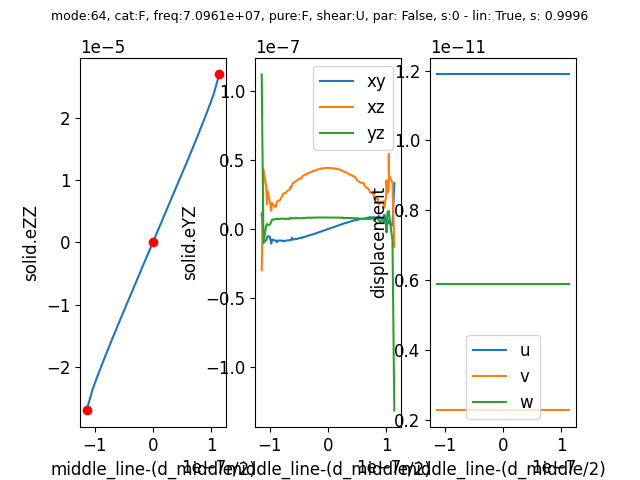 mode:64, cat:F, freq:7.0961e+07, pure:F, shear:U, par: False, s:0 - lin: True, s: 0.9996
1e−5
1e−7
1e−11
solid.eZZ
2
1
0
−1
−2
−1
0
1
1e−7
middle_line-(d_middle/2)
solid.eYZ
1.0
0.5
0.0
−0.5
−1.0
xy
xz
yz
−1
0
1
1e−7
middle_line-(d_middle/2)
displacement
1.2
1.0
0.8
0.6
0.4
0.2
u
v
w
−1
0
1
1e−7
middle_line-(d_middle/2)